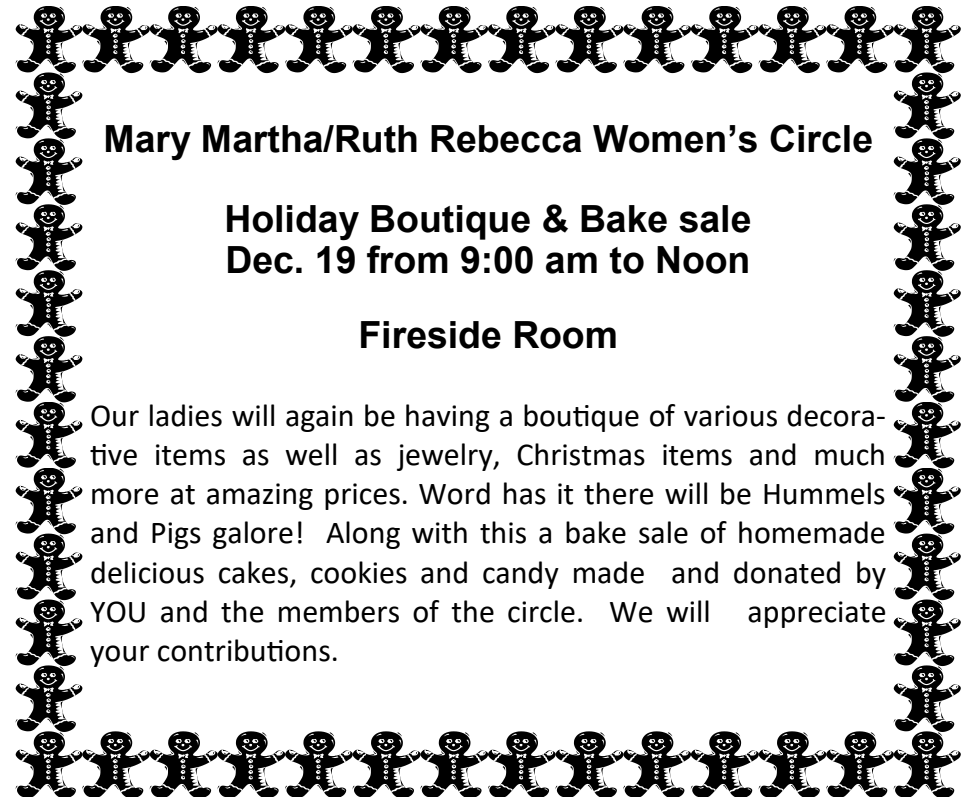 Mary Martha/Ruth Rebecca Women’s Circle
Holiday Boutique & Bake sale
Dec. 19 from 9:00 am to Noon
Fireside Room
Our ladies will again be having a boutique of various decora-
tive items as well as jewelry, Christmas items and much
more at amazing prices. Word has it there will be Hummels
and Pigs galore!  Along with this a bake sale of homemade
delicious cakes, cookies and candy made  and donated by
YOU and the members of the circle.  We will  appreciate
your contributions.